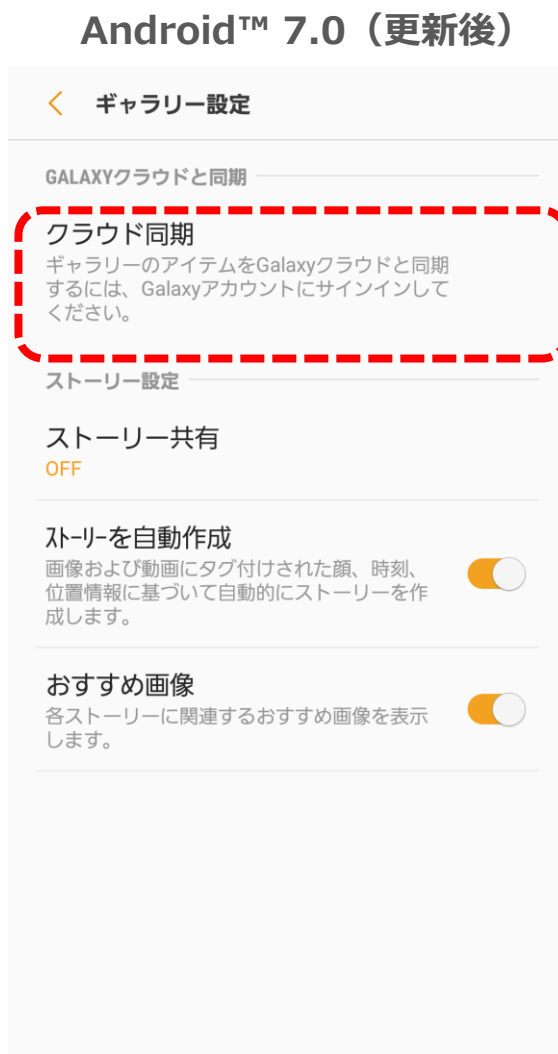 Android™ 7.0（更新後）
ギャラリー設定
GALAXYクラウドと同期
クラウド同期
ギャラリーのアイテムをGalaxyクラウドと同期
するには、Galaxyアカウントにサインインして
ください。
ストーリー設定
ストーリー共有
OFF
ｽﾄｰﾘｰを自動作成
画像および動画にタグ付けされた顔、時刻、
位置情報に基づいて自動的にストーリーを作
成します。
おすすめ画像
各ストーリーに関連するおすすめ画像を表示
します。